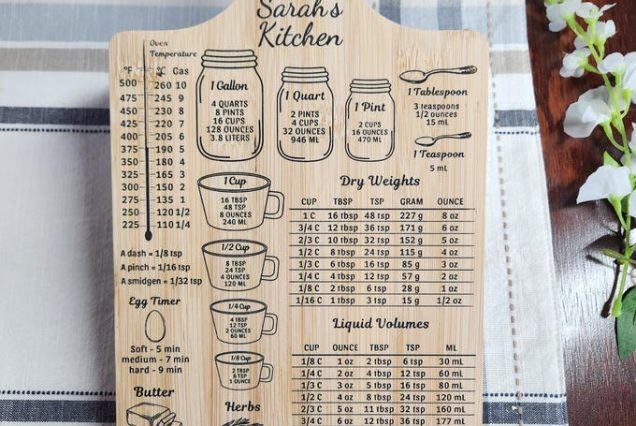 Sarah's
Kitchen
Oven
Temperature
°F °C Gas
500 260 10
475 245 9
450 230 8
425 220 7
400 205 6
375 190 5
350 180 4
325 165 3
300 150 2
275 135 1
250 120 1/2
225 110 1/4
A dash = 1/8 tsp
A pinch = 1/16 tsp
A smidgen = 1/32 tsp
Egg Timer
Soft - 5 min
medium - 7 min
hard - 9 min
Butter
1 Gallon
4 QUARTS
8 PINTS
16 CUPS
128 OUNCES
3.8 LITERS
1 Quart
2 PINTS
4 CUPS
32 OUNCES
946 ML
1 Pint
2 CUPS
16 OUNCES
470 ML
1 Tablespoon
3 teaspoons
1/2 ounces
15 mL
1 Teaspoon
5 mL
1 Cup
16 TBSP
48 TSP
8 OUNCES
240 ML
1/2 Cup
8 TBSP
24 TSP
4 OUNCES
120 ML
1/4 Cup
4 TBSP
12 TSP
2 OUNCES
60 ML
1/8 Cup
2 TBSP
6 TSP
1 OUNCE
Herbs
Dry Weights
CUP TBSP TSP GRAM OUNCE
1 C 16 tbsp 48 tsp 227 g 8 oz
3/4 C 12 tbsp 36 tsp 171 g 6 oz
2/3 C 10 tbsp 32 tsp 152 g 5 oz
1/2 C 8 tbsp 24 tsp 115 g 4 oz
1/3 C 6 tbsp 16 tsp 85 g 3 oz
1/4 C 4 tbsp 12 tsp 57 g 2 oz
1/8 C 2 tbsp 6 tsp 28 g 1 oz
1/16 C 1 tbsp 3 tsp 15 g 1/2 oz
Liquid Volumes
CUP OUNCE TBSP TSP ML
1/8 C 1 oz 2 tbsp 6 tsp 30 mL
1/4 C 2 oz 4 tbsp 12 tsp 60 mL
1/3 C 3 oz 5 tbsp 16 tsp 80 mL
1/2 C 4 oz 8 tbsp 24 tsp 120 mL
2/3 C 5 oz 11 tbsp 32 tsp 160 mL
3/4 C 6 oz 12 tbsp 36 tsp 177 mL